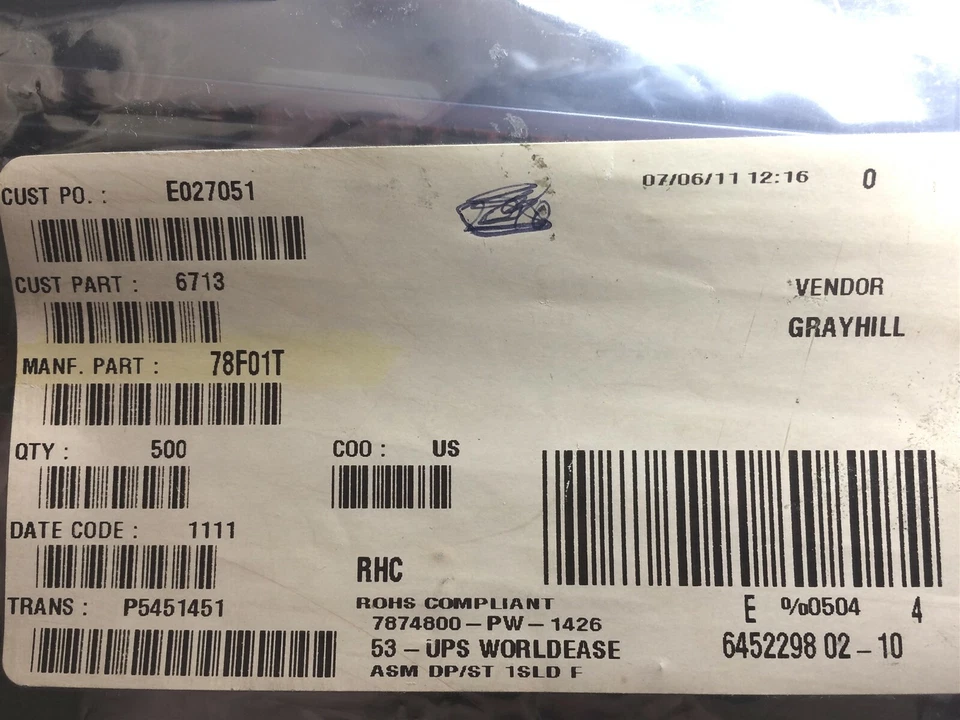 CUST PO. : E027051
07/06/11 12:16 0
CUST PART : 6713
VENDOR
GRAYHILL
MANF. PART : 78F01T
QTY : 500
COO : US
DATE CODE : 1111
RHC
TRANS : P5451451
ROHS COMPLIANT
7874800-PW-1426
53-UPS WORLDEASE
ASM DP/ST 1SLD F
E %0504 4
6452298 02-10